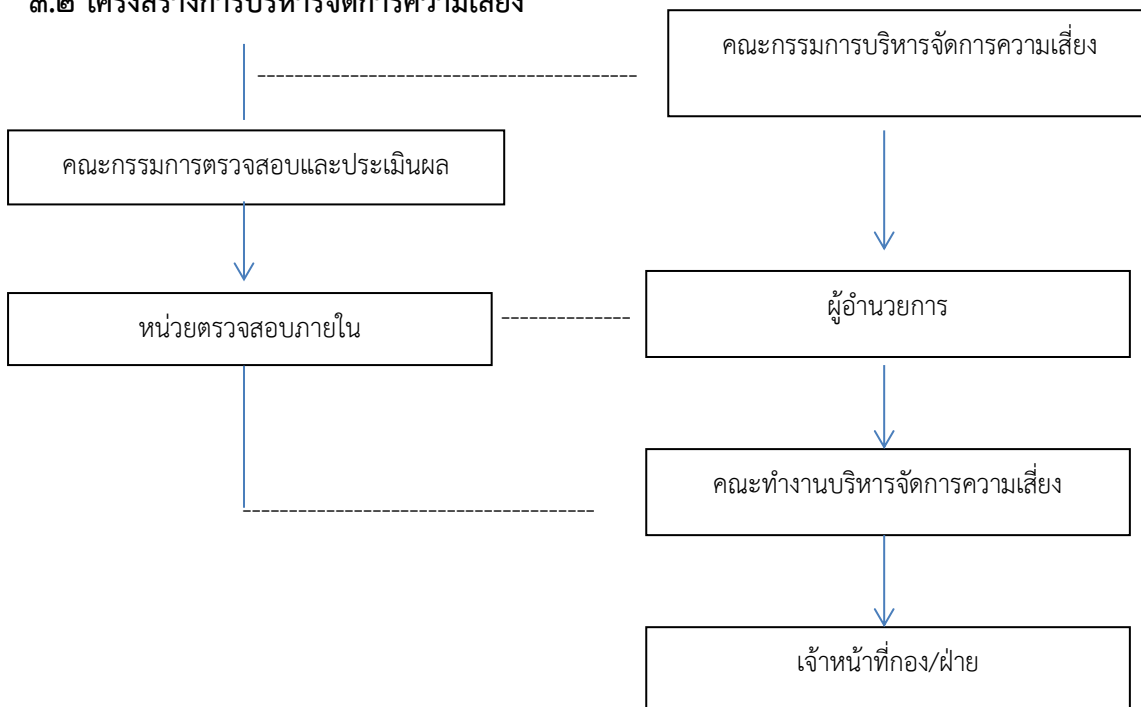 ๓.๒ โครงสร้างการบริหารจัดการความเสี่ยง
คณะกรรมการบริหารจัดการความเสี่ยง
คณะกรรมการตรวจสอบและประเมินผล
ผู้อำนวยการ
หน่วยตรวจสอบภายใน
คณะทำงานบริหารจัดการความเสี่ยง
เจ้าหน้าที่กอง/ฝ่าย